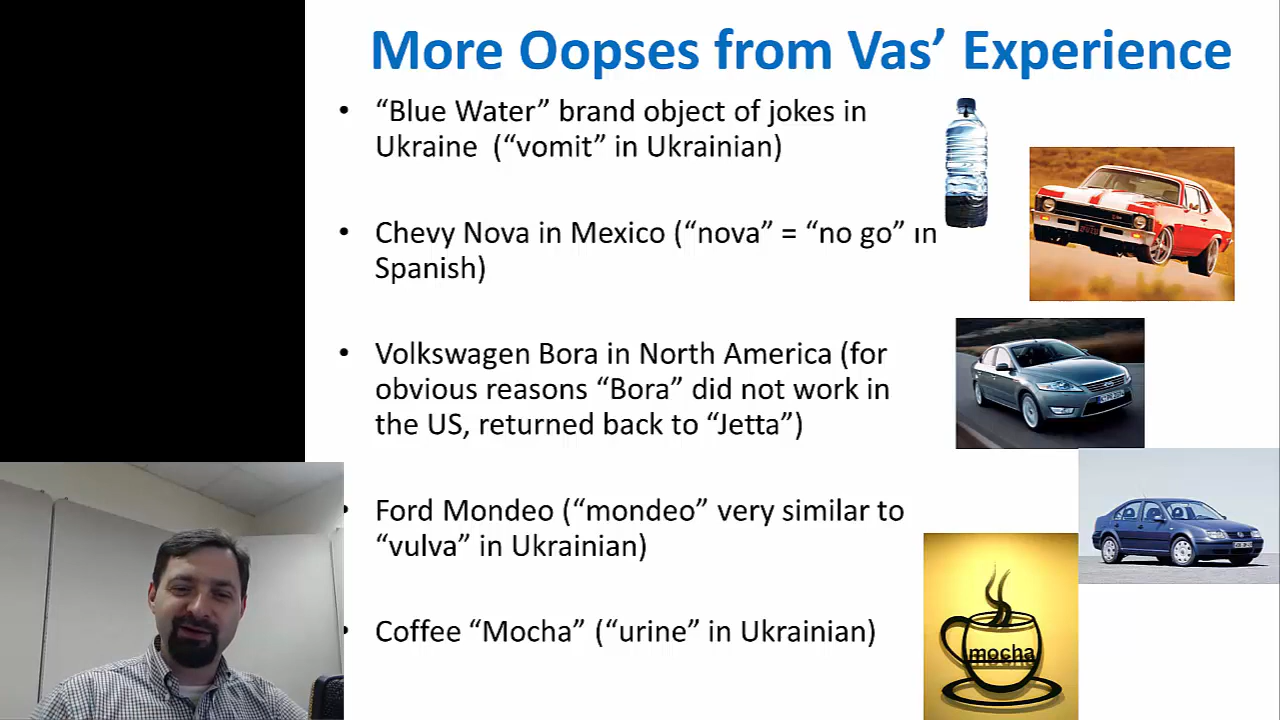 More Oopses from Vas’ Experience
• “Blue Water” brand object of jokes in
Ukraine (“vomit” in Ukrainian)
• Chevy Nova in Mexico (“nova” = “no go” in
Spanish)
• Volkswagen Bora in North America (for
obvious reasons “Bora” did not work in
the US, returned back to “Jetta”)
• Ford Mondeo (“mondeo” very similar to
“vulva” in Ukrainian)
• Coffee “Mocha” (“urine” in Ukrainian)
mocha